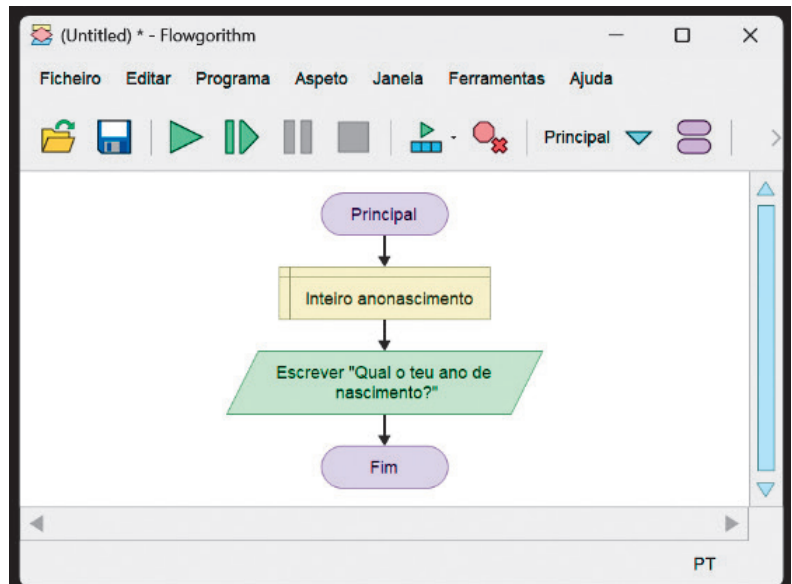 (Untitled) * - Flowgorithm
Ficheiro Editar Programa Aspeto Janela Ferramentas Ajuda
Principal
Principal
Inteiro anonascimento
Escrever "Qual o teu ano de
nascimento?"
Fim
PT